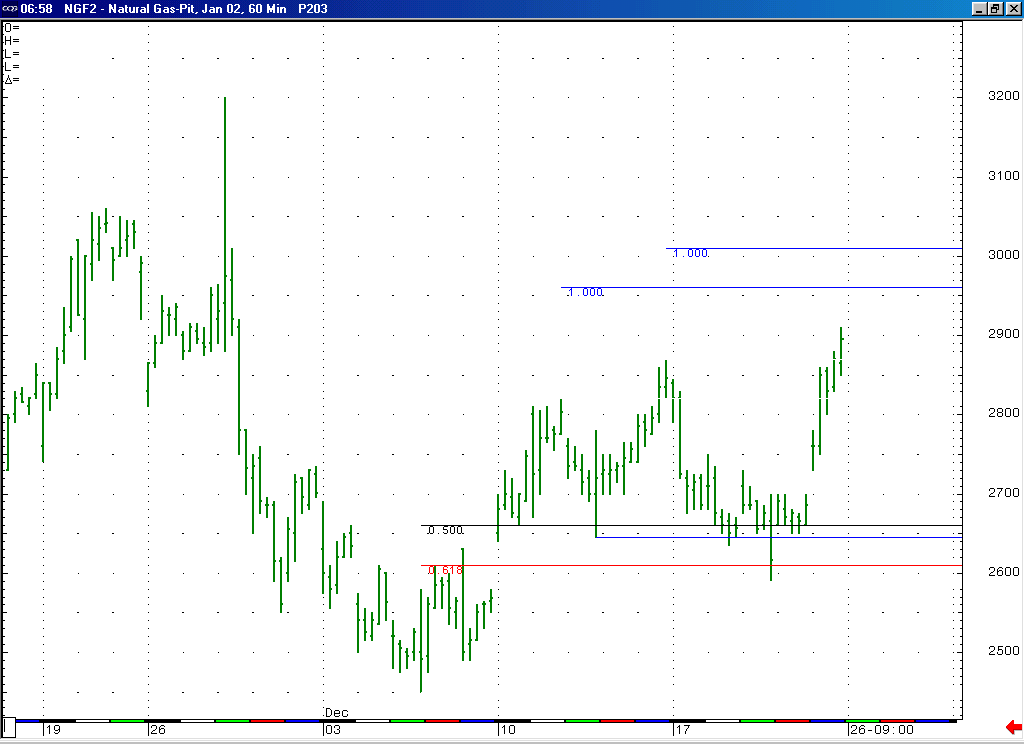 CQG 06:58 NGF2 - Natural Gas-Pit, Jan 02, 60 Min P203
O=
H=
L=
L=
Δ=
3200
3100
1.000
3000
1.000
2900
2800
2700
0.500
0.618
2600
2500
Dec
19 26 03 10 17 26-09:00